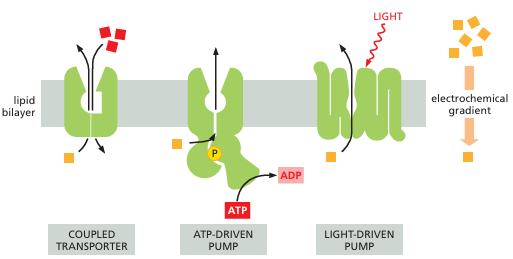 LIGHT
lipid
bilayer
electrochemical
gradient
P
ADP
ATP
COUPLED
TRANSPORTER
ATP-DRIVEN
PUMP
LIGHT-DRIVEN
PUMP